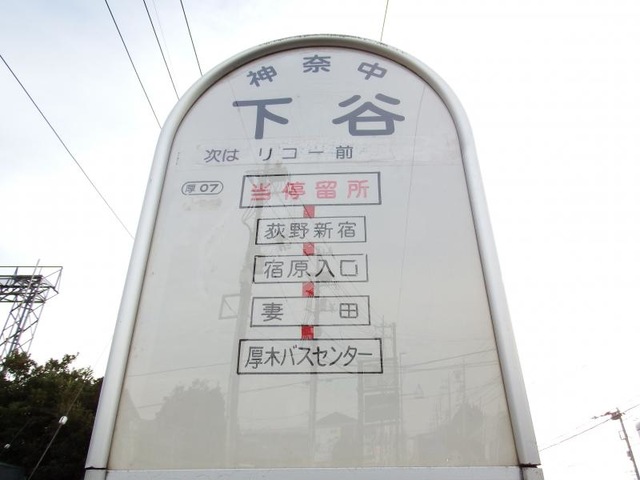 神奈中
下谷
次は リコー前
厚07 当停留所
荻野新宿
宿原入口
妻田
厚木バスセンター